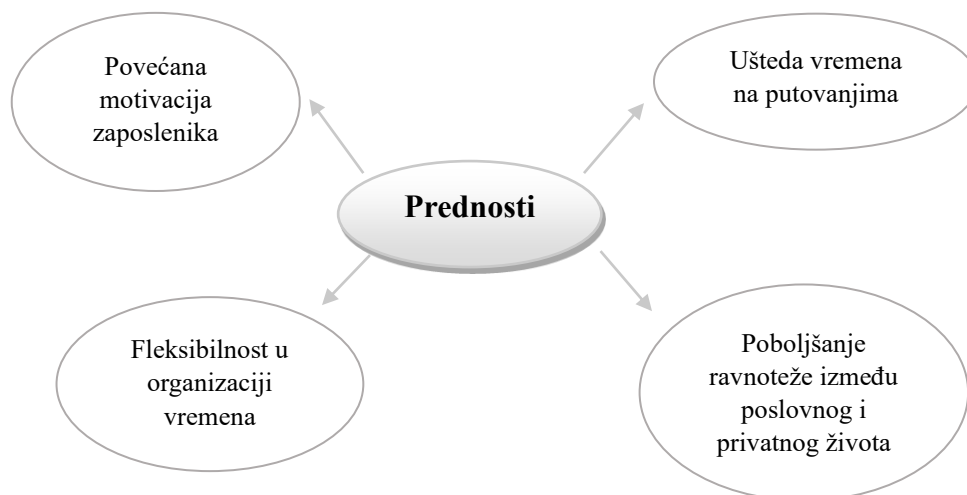 Povećana
motivacija
zaposlenika
Ušteda vremena
na putovanjima
Prednosti
Fleksibilnost u
organizaciji
vremena
Poboljšanje
ravnoteže između
poslovnog i
privatnog života